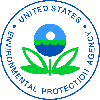 UNITED STATES
ENVIRONMENTAL PROTECTION AGENCY